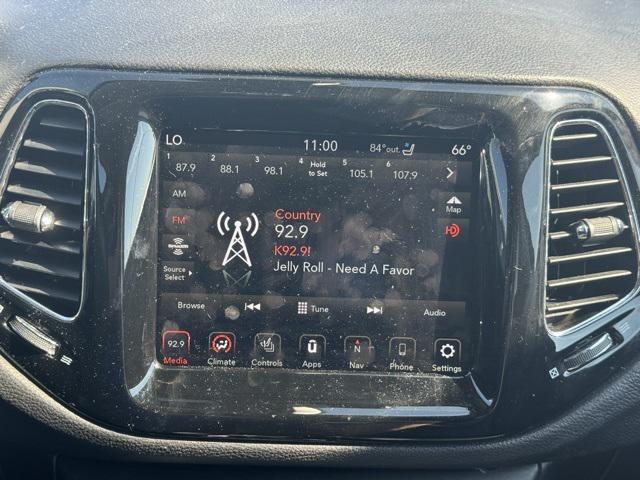 LO 11:00 84°out. 66°
1 2 3 4 5 6
87.9 88.1 98.1 Hold to Set 105.1 107.9
AM
FM
SiriusXM
Source
Select
Map
HD
Country
92.9
K92.9!
Jelly Roll - Need A Favor
Browse Tune Audio
92.9 N
Media Climate Controls Apps Nav Phone Settings